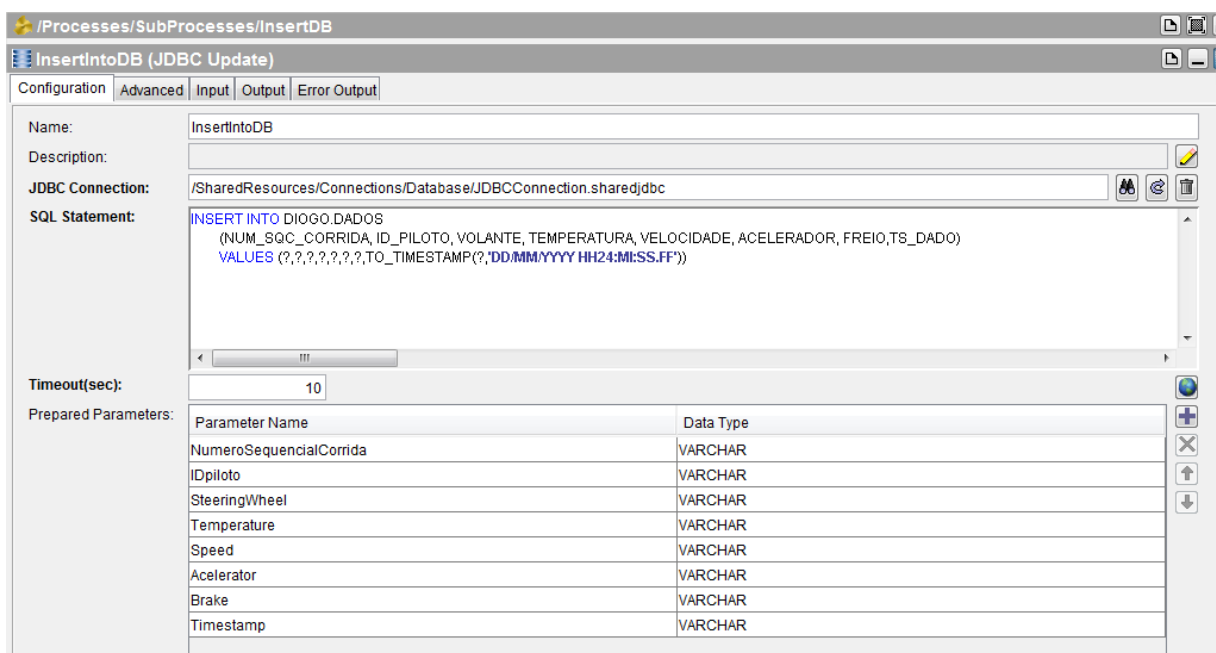 /Processes/SubProcesses/InsertDB
InsertIntoDB (JDBC Update)
Configuration Advanced Input Output Error Output
Name: InsertIntoDB
Description:
JDBC Connection: /SharedResources/Connections/Database/JDBCConnection.sharedjdbc
SQL Statement: INSERT INTO DIOGO.DADOS
(NUM_SQC_CORRIDA, ID_PILOTO, VOLANTE, TEMPERATURA, VELOCIDADE, ACELERADOR, FREIO,TS_DADO)
VALUES (?,?,?,?,?,?,?,TO_TIMESTAMP(?,'DD/MM/YYYY HH24:MI:SS.FF'))
Timeout(sec): 10
Prepared Parameters: Parameter Name Data Type
NumeroSequencialCorrida VARCHAR
IDpiloto VARCHAR
SteeringWheel VARCHAR
Temperature VARCHAR
Speed VARCHAR
Acelerator VARCHAR
Brake VARCHAR
Timestamp VARCHAR